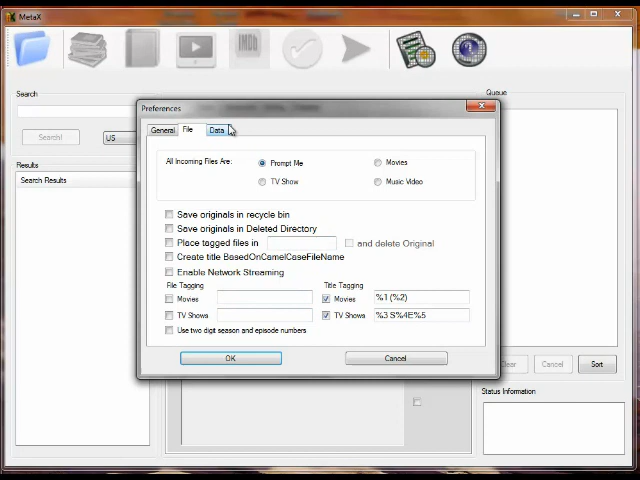 MetaX
IMDb
Search
Search!
US
Results
Search Results
Queue
Preferences
General
File
Data
All Incoming Files Are:
Prompt Me
Movies
TV Show
Music Video
Save originals in recycle bin
Save originals in Deleted Directory
Place tagged files in
and delete Original
Create title BasedOnCamelCaseFileName
Enable Network Streaming
File Tagging
Title Tagging
Movies
Movies
%1 (%2)
TV Shows
TV Shows
%3 S%4E%5
Use two digit season and episode numbers
OK
Cancel
Clear
Cancel
Sort
Status Information